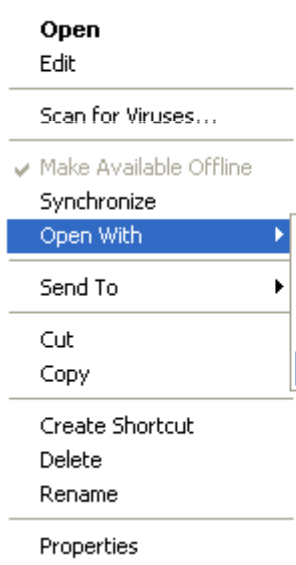 Open
Edit
Scan for Viruses...
Make Available Offline
Synchronize
Open With
Send To
Cut
Copy
Create Shortcut
Delete
Rename
Properties